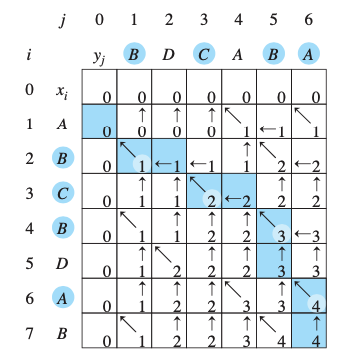 j 0 1 2 3 4 5 6
i y_j B D C A B A
0 x_i 0 0 0 0 0 0 0
1 A 0 ↑0 ↑0 ↑0 ↖1 ←1 ↖1
2 B 0 ↖1 ←1 ←1 ↑1 ↖2 ←2
3 C 0 ↑1 ↑1 ↖2 ←2 ↑2 ↑2
4 B 0 ↖1 ↑1 ↑2 ↑2 ↖3 ←3
5 D 0 ↑1 ↖2 ↑2 ↑2 ↑3 ↑3
6 A 0 ↑1 ↑2 ↑2 ↖3 ↑3 ↖4
7 B 0 ↖1 ↑2 ↑2 ↑3 ↖4 ↑4